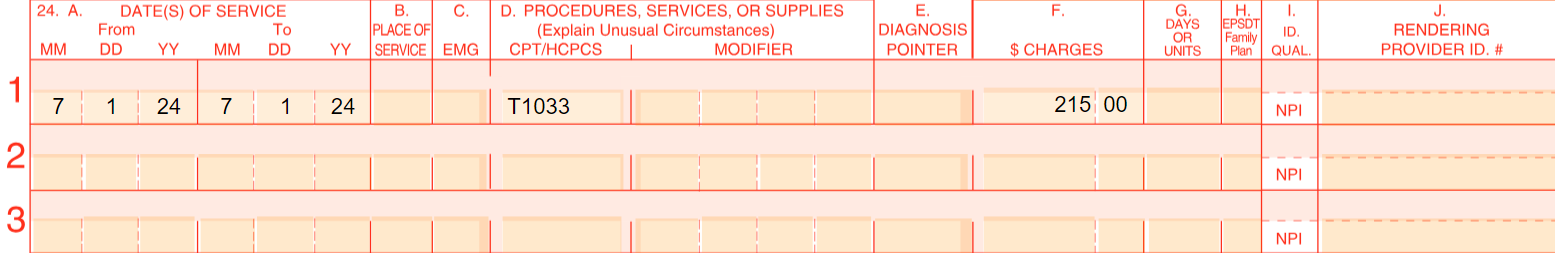 24. A. DATE(S) OF SERVICE B. C. D. PROCEDURES, SERVICES, OR SUPPLIES E. F. G. H. I. J.
From To PLACE OF (Explain Unusual Circumstances) DIAGNOSIS DAYS OR EPSDT Family ID. RENDERING
MM DD YY MM DD YY SERVICE EMG CPT/HCPCS MODIFIER POINTER $ CHARGES UNITS Plan QUAL. PROVIDER ID. #
1 7 1 24 7 1 24 T1033 215 00 NPI
2 NPI
3 NPI